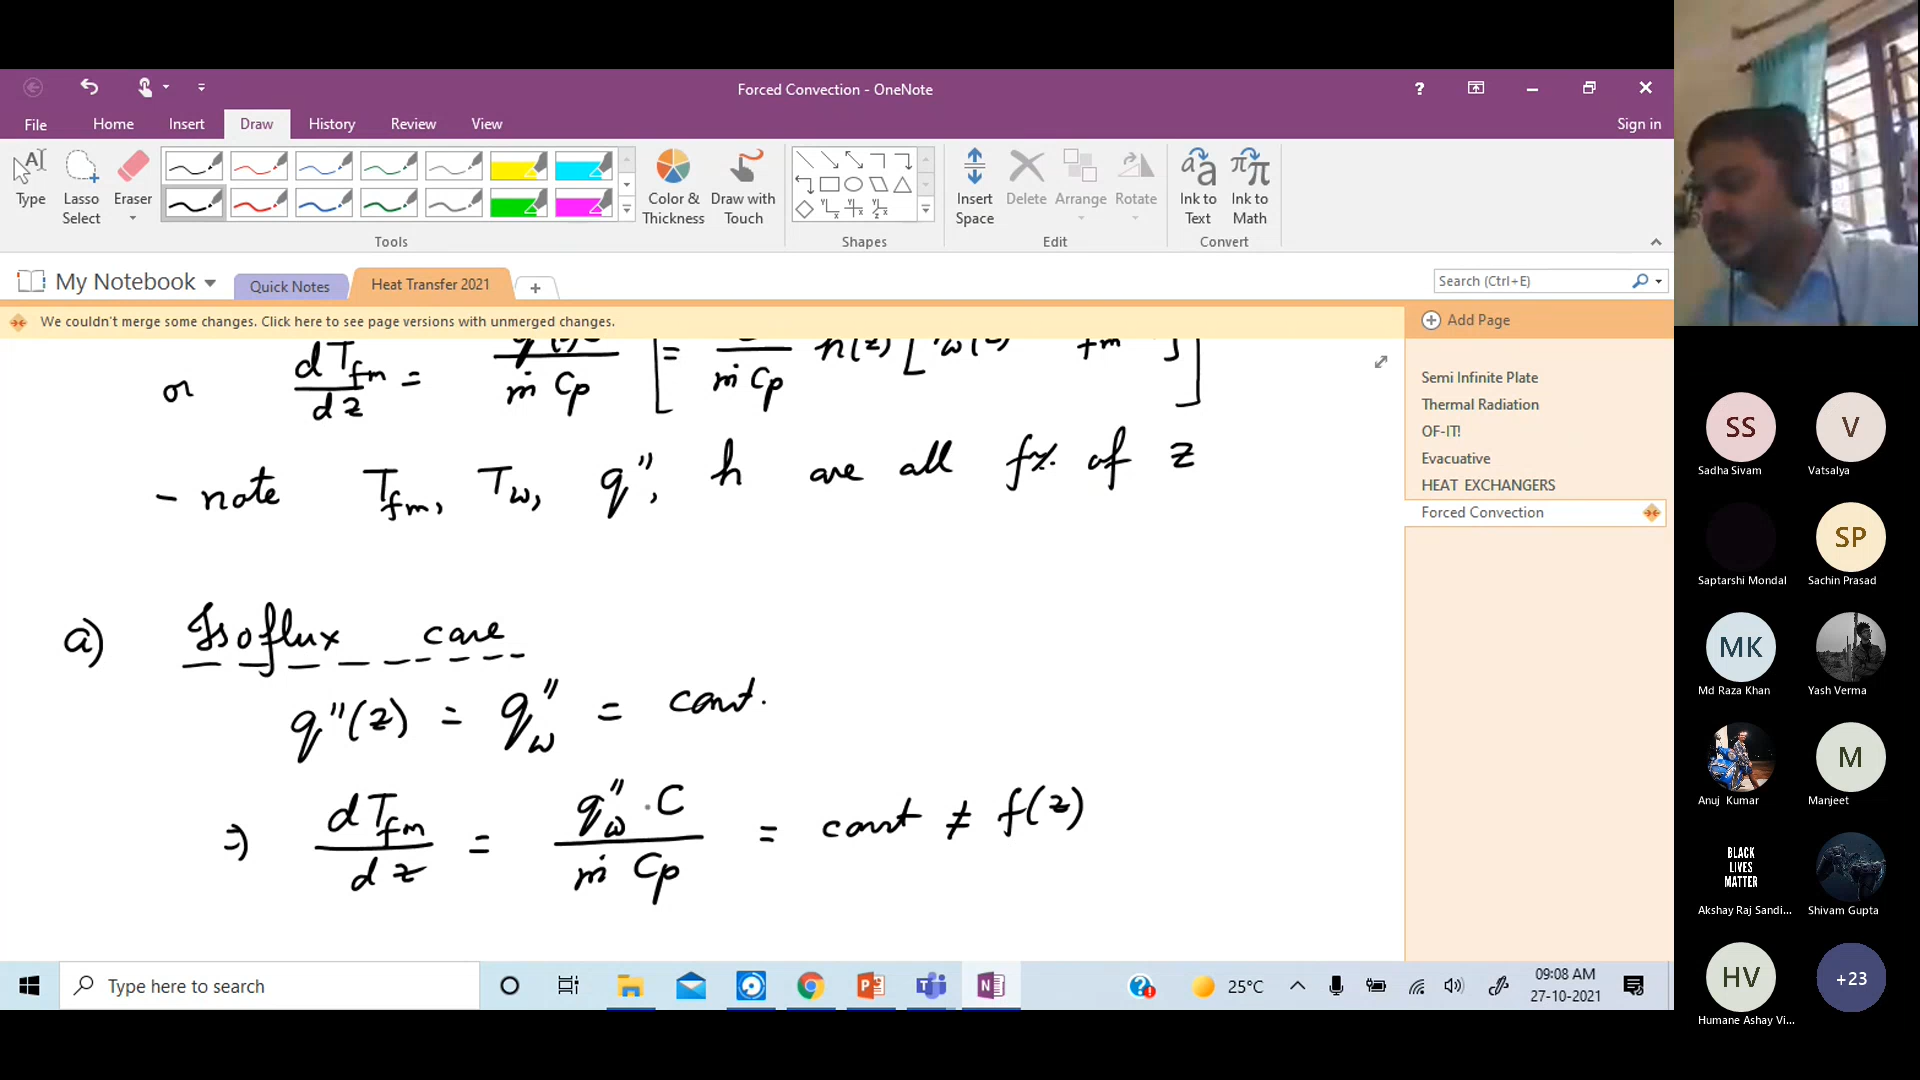 Forced Convection - OneNote
?
File Home Insert Draw History Review View Sign in
Type Lasso Select Eraser Color & Thickness Draw with Touch Insert Space Delete Arrange Rotate Ink to Text Ink to Math
Tools Shapes Edit Convert
My Notebook Quick Notes Heat Transfer 2021 + Search (Ctrl+E)
We couldn't merge some changes. Click here to see page versions with unmerged changes.
Add Page
Semi Infinite Plate
Thermal Radiation
OF-IT!
Evacuative
HEAT EXCHANGERS
Forced Convection
or dT_fm/dz = / ṁ Cp [ = / ṁ Cp h(z) [ fm ] ]
- note T_fm, T_w, q'', h are all f^n. of z
a) Isoflux case
q''(z) = q''_w = const.
⇒ dT_fm/dz = q''_w · C / ṁ Cp = const ≠ f(z)
SS V
Sadha Sivam Vatsalya
SP
Saptarshi Mondal Sachin Prasad
MK
Md Raza Khan Yash Verma
M
Anuj Kumar Manjeet
BLACK
LIVES
MATTER
Akshay Raj Sandi... Shivam Gupta
HV +23
Humane Ashay Vi...
Type here to search
25°C
09:08 AM
27-10-2021